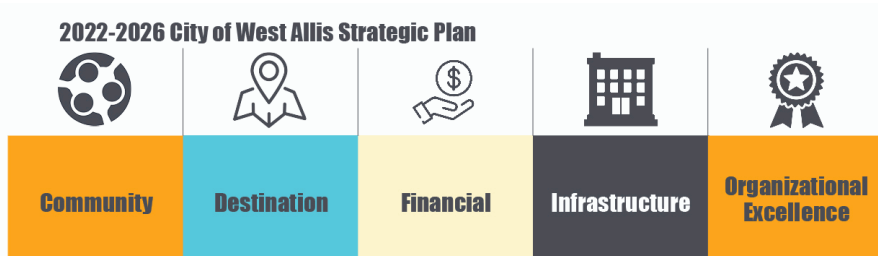 2022-2026 City of West Allis Strategic Plan
$
Community
Destination
Financial
Infrastructure
Organizational
Excellence